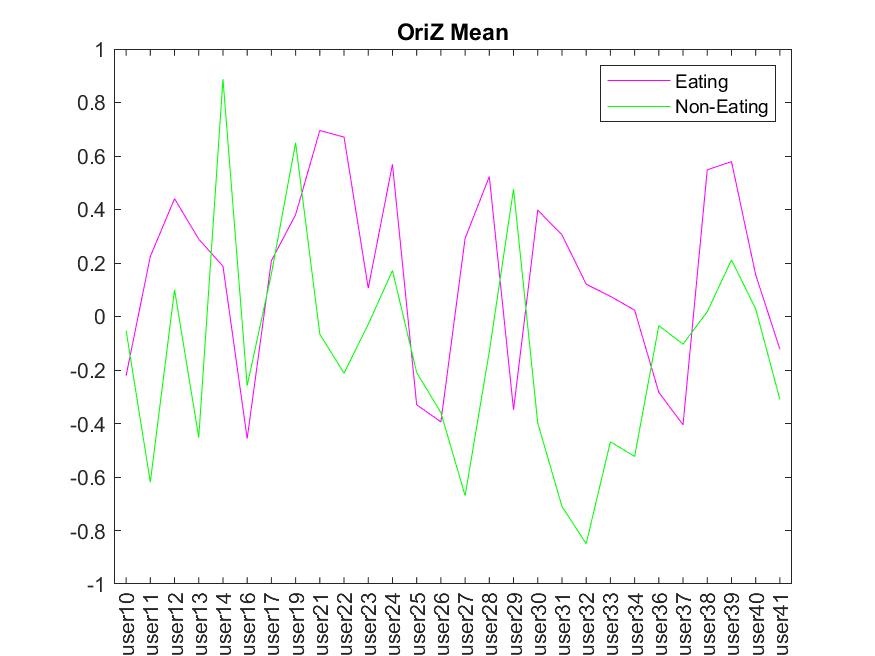 OriZ Mean
Eating
Non-Eating
1
0.8
0.6
0.4
0.2
0
-0.2
-0.4
-0.6
-0.8
-1
user10
user11
user12
user13
user14
user16
user17
user19
user21
user22
user23
user24
user25
user26
user27
user28
user29
user30
user31
user32
user33
user34
user36
user37
user38
user39
user40
user41